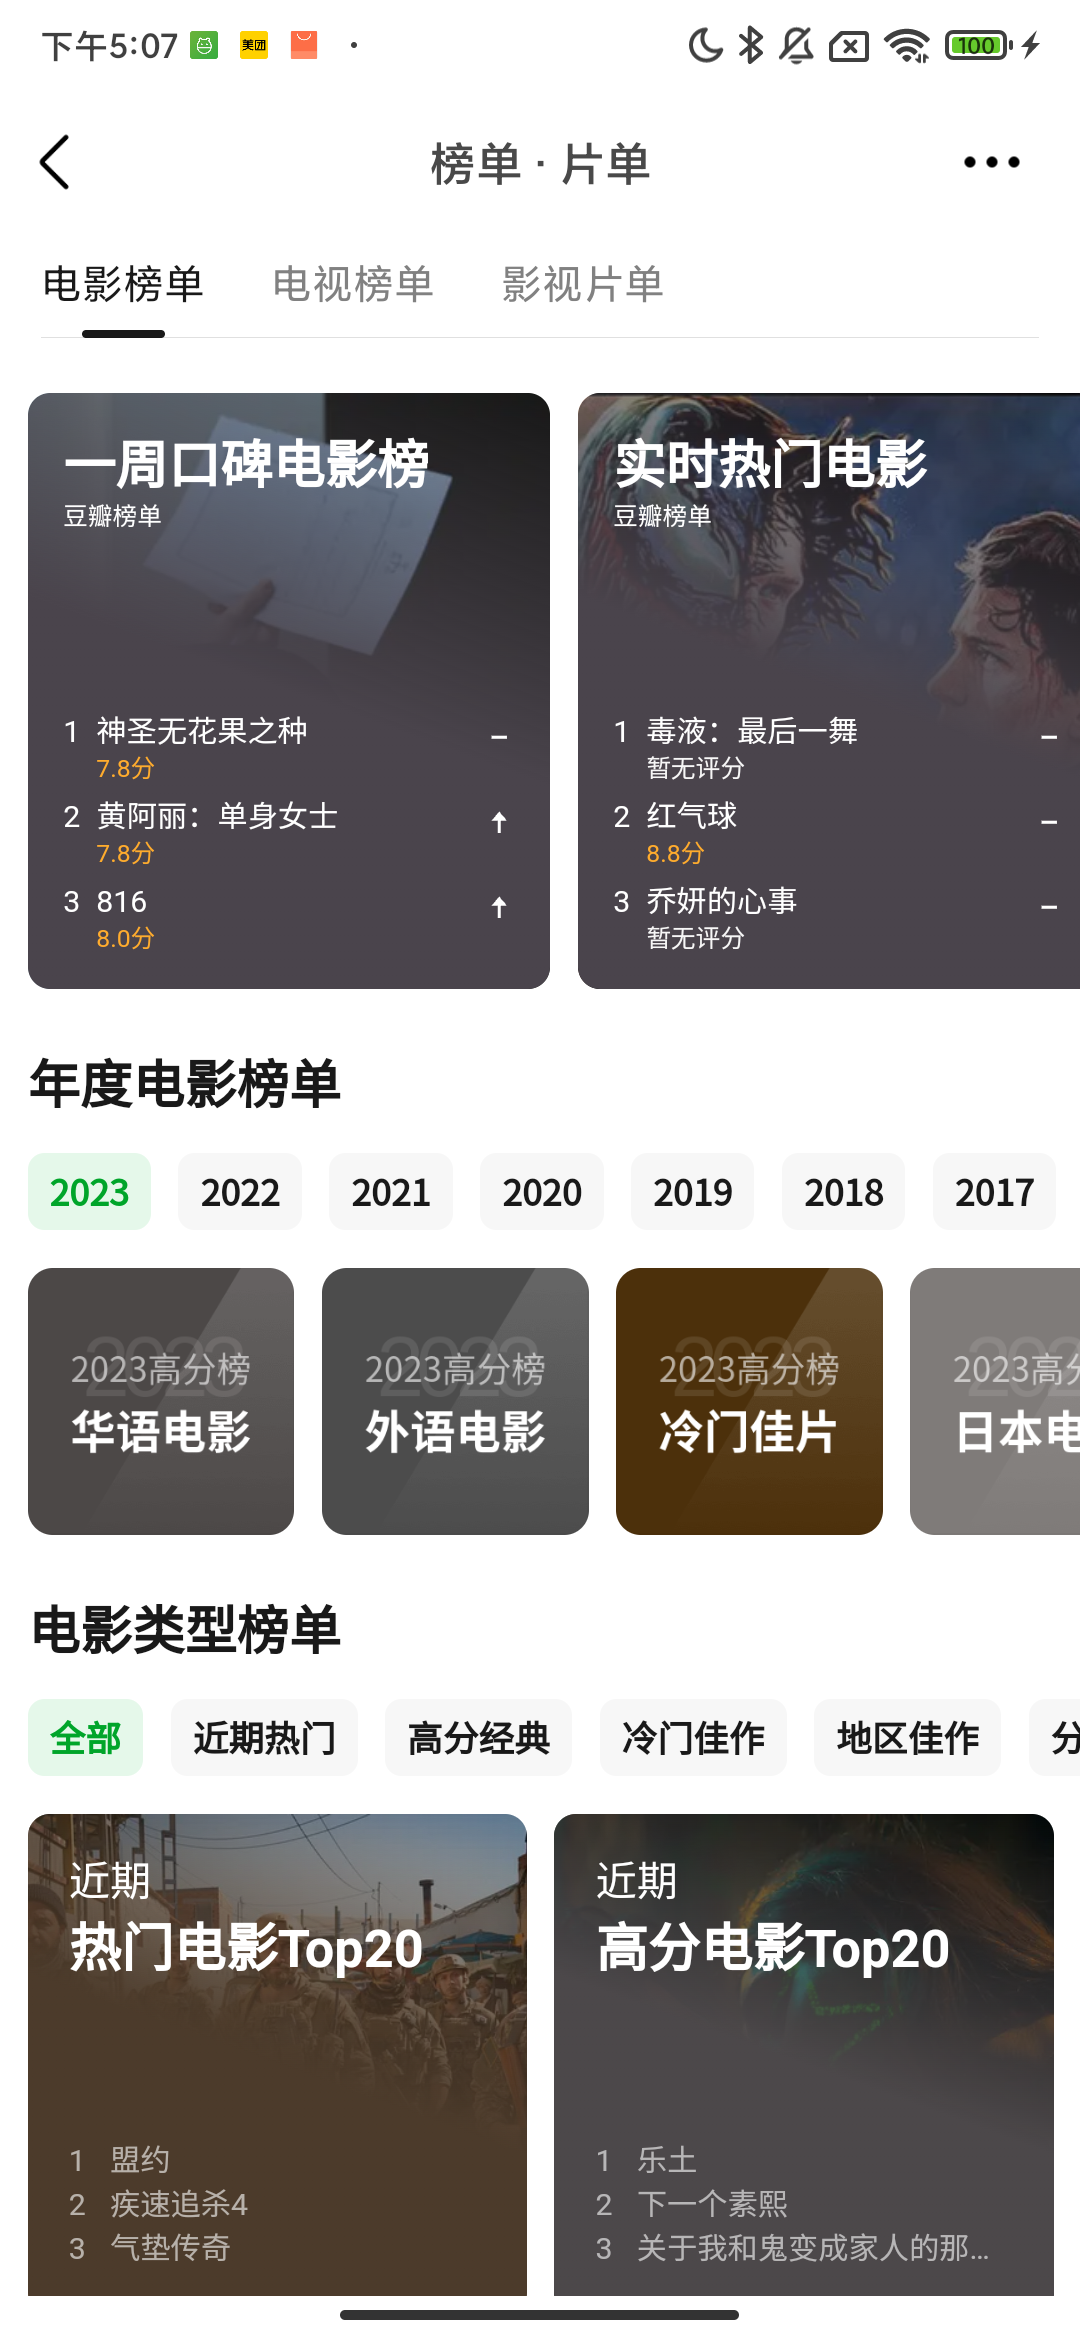 下午5:07
美团
100
榜单 · 片单
电影榜单 电视榜单 影视片单
一周口碑电影榜
豆瓣榜单
1 神圣无花果之种
7.8分
2 黄阿丽：单身女士
7.8分
3 816
8.0分
实时热门电影
豆瓣榜单
1 毒液：最后一舞
暂无评分
2 红气球
8.8分
3 乔妍的心事
暂无评分
年度电影榜单
2023 2022 2021 2020 2019 2018 2017
2023高分榜
华语电影
2023高分榜
外语电影
2023高分榜
冷门佳片
2023高分
日本电
电影类型榜单
全部 近期热门 高分经典 冷门佳作 地区佳作 分
近期
热门电影Top20
1 盟约
2 疾速追杀4
3 气垫传奇
近期
高分电影Top20
1 乐土
2 下一个素熙
3 关于我和鬼变成家人的那...